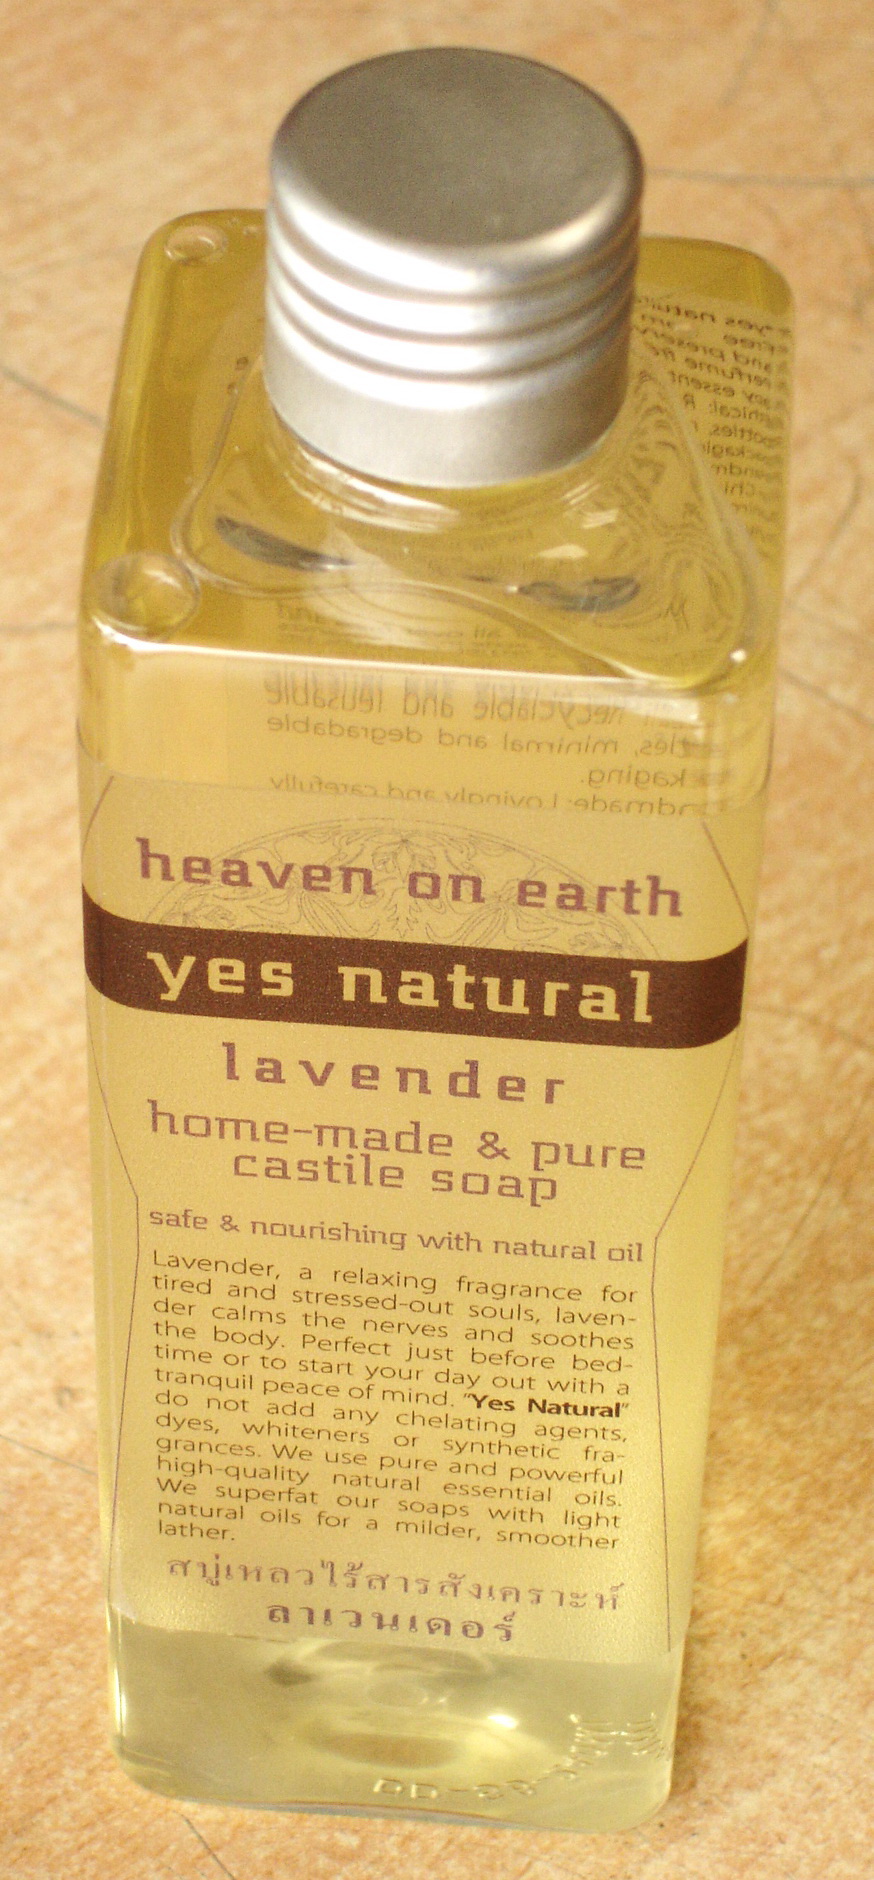 heaven on earth
yes natural
lavender
home-made & pure
castile soap
safe & nourishing with natural oil
Lavender, a relaxing fragrance for
tired and stressed-out souls, laven-
der calms the nerves and soothes
the body. Perfect just before bed-
time or to start your day out with a
tranquil peace of mind. "Yes Natural"
do not add any chelating agents,
dyes, whiteners or synthetic fra-
grances. We use pure and powerful
high-quality natural essential oils.
We superfat our soaps with light
natural oils for a milder, smoother
lather.
สบู่เหลวไร้สารสังเคราะห์
ลาเวนเดอร์